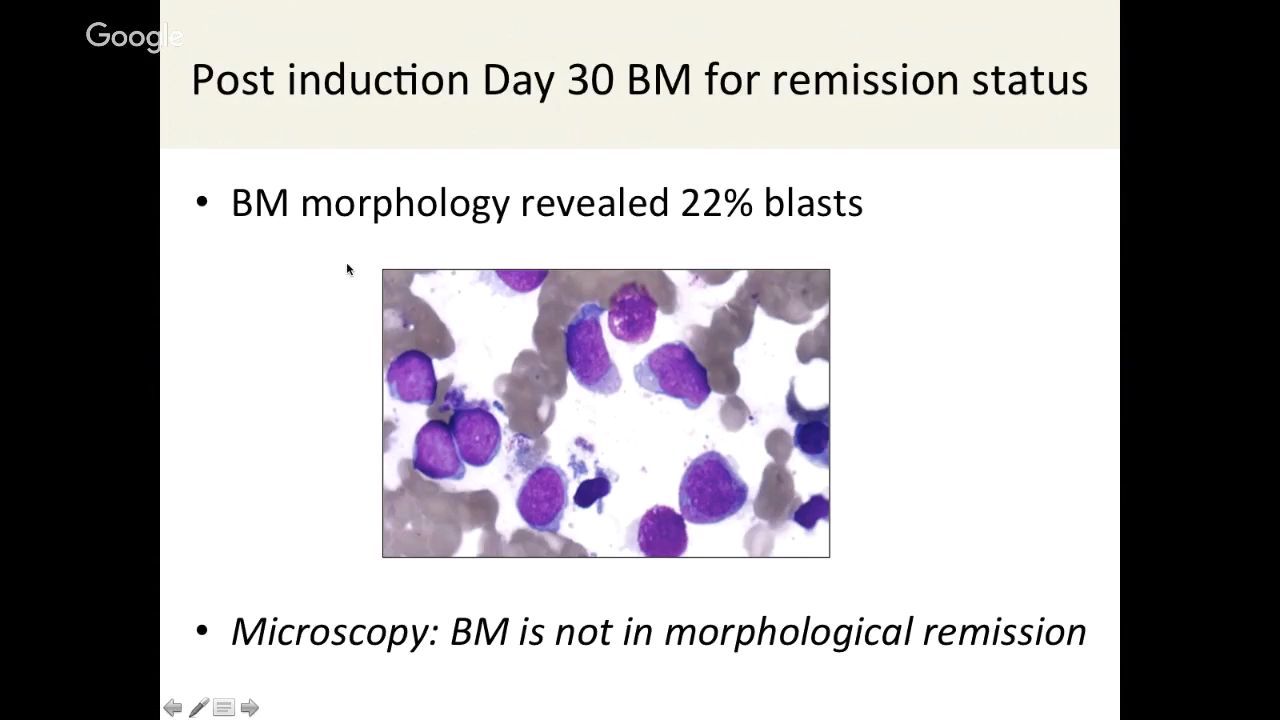 Google
Post induction Day 30 BM for remission status
• BM morphology revealed 22% blasts
• Microscopy: BM is not in morphological remission